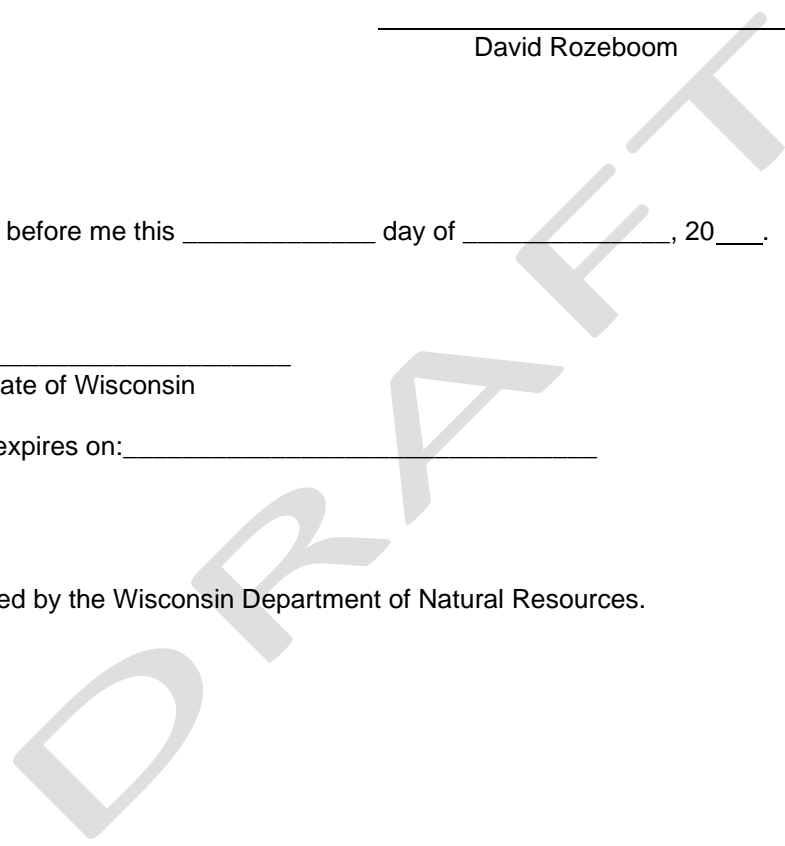 David Rozeboom
before me this _____________ day of ______________, 20___.
____________________
ate of Wisconsin
expires on:________________________________
ed by the Wisconsin Department of Natural Resources.
DRAFT